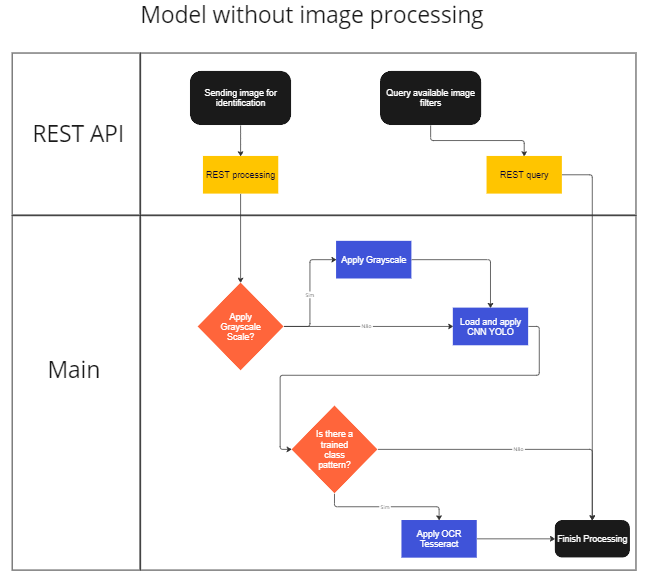 Model without image processing
REST API
Sending image for
identification
Query available image
filters
REST processing
REST query
Main
Apply Grayscale
Sim
Apply
Grayscale
Scale?
Não
Load and apply
CNN YOLO
Is there a
trained
class
pattern?
Não
Sim
Apply OCR
Tesseract
Finish Processing